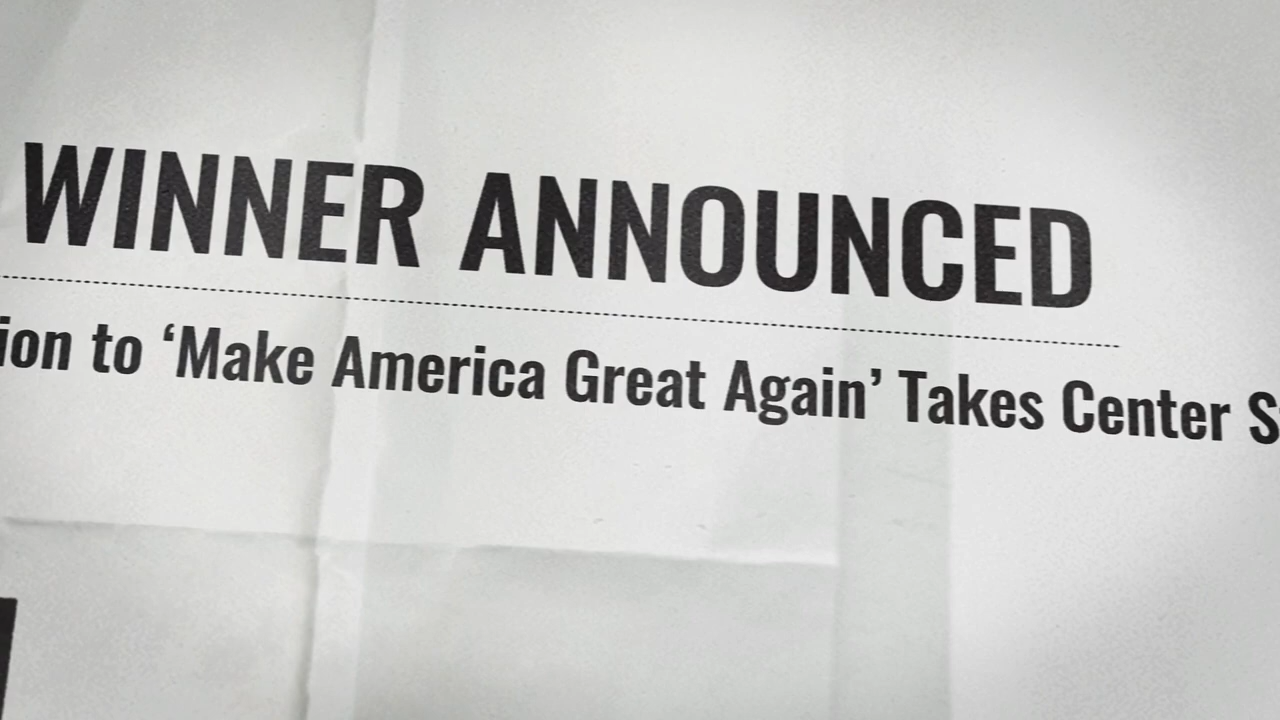 WINNER ANNOUNCED
ion to ‘Make America Great Again’ Takes Center S